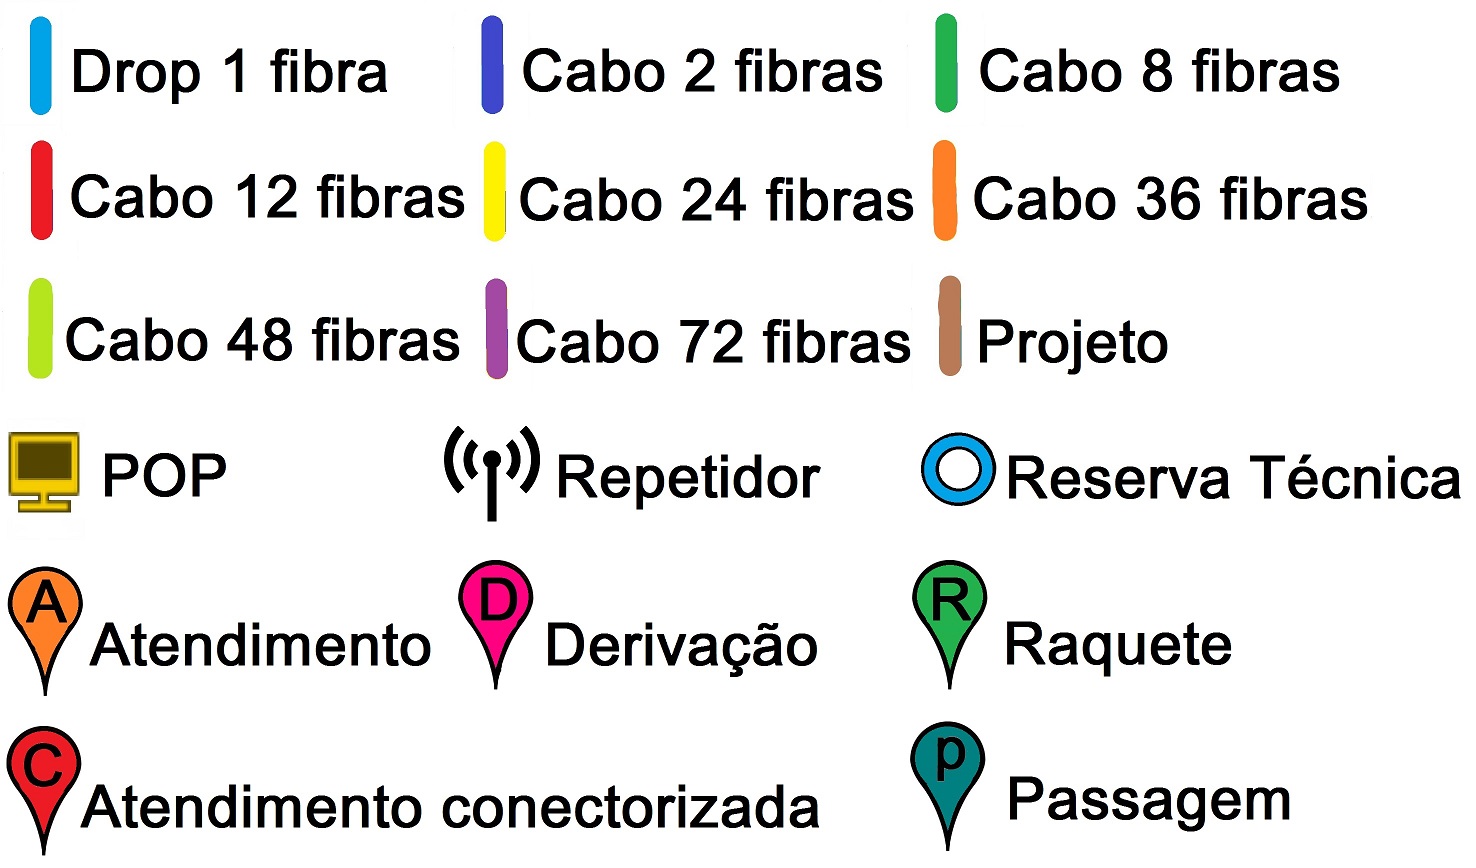 Drop 1 fibra
Cabo 2 fibras
Cabo 8 fibras
Cabo 12 fibras
Cabo 24 fibras
Cabo 36 fibras
Cabo 48 fibras
Cabo 72 fibras
Projeto
POP
Repetidor
Reserva Técnica
A
Atendimento
D
Derivação
R
Raquete
C
Atendimento conectorizada
p
Passagem